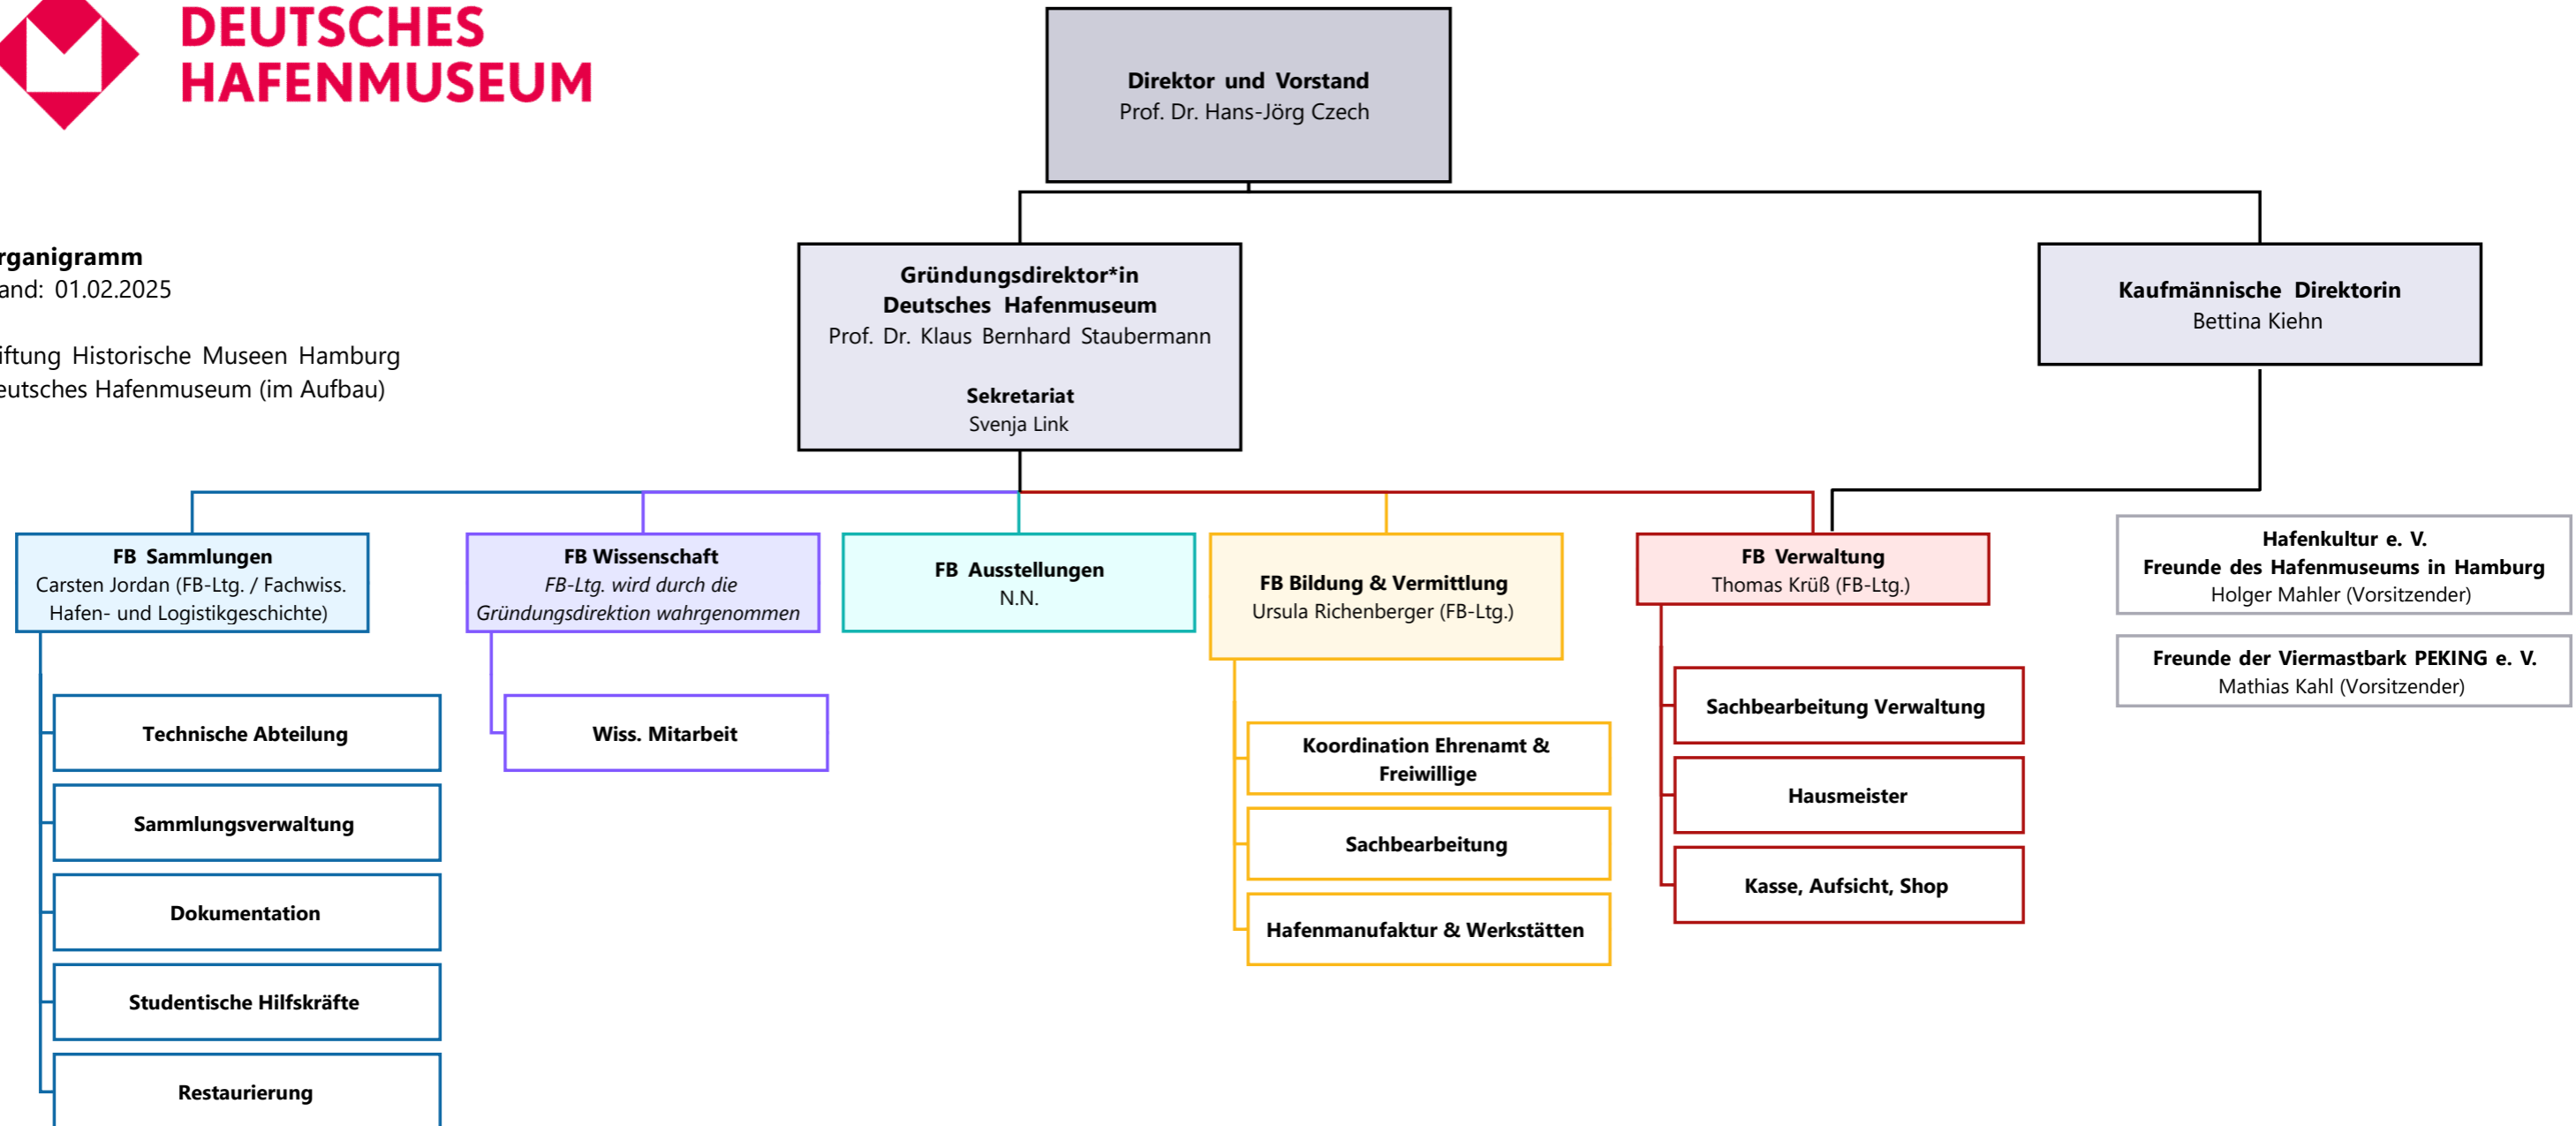 DEUTSCHES
HAFENMUSEUM
Direktor und Vorstand
Prof. Dr. Hans-Jörg Czech
rganigramm
and: 01.02.2025
iftung Historische Museen Hamburg
eutsches Hafenmuseum (im Aufbau)
Gründungsdirektor*in
Deutsches Hafenmuseum
Prof. Dr. Klaus Bernhard Staubermann
Sekretariat
Svenja Link
Kaufmännische Direktorin
Bettina Kiehn
FB Sammlungen
Carsten Jordan (FB-Ltg. / Fachwiss.
Hafen- und Logistikgeschichte)
Technische Abteilung
Sammlungsverwaltung
Dokumentation
Studentische Hilfskräfte
Restaurierung
FB Wissenschaft
FB-Ltg. wird durch die
Gründungsdirektion wahrgenommen
Wiss. Mitarbeit
FB Ausstellungen
N.N.
FB Bildung & Vermittlung
Ursula Richenberger (FB-Ltg.)
Koordination Ehrenamt &
Freiwillige
Sachbearbeitung
Hafenmanufaktur & Werkstätten
FB Verwaltung
Thomas Krüß (FB-Ltg.)
Sachbearbeitung Verwaltung
Hausmeister
Kasse, Aufsicht, Shop
Hafenkultur e. V.
Freunde des Hafenmuseums in Hamburg
Holger Mahler (Vorsitzender)
Freunde der Viermastbark PEKING e. V.
Mathias Kahl (Vorsitzender)